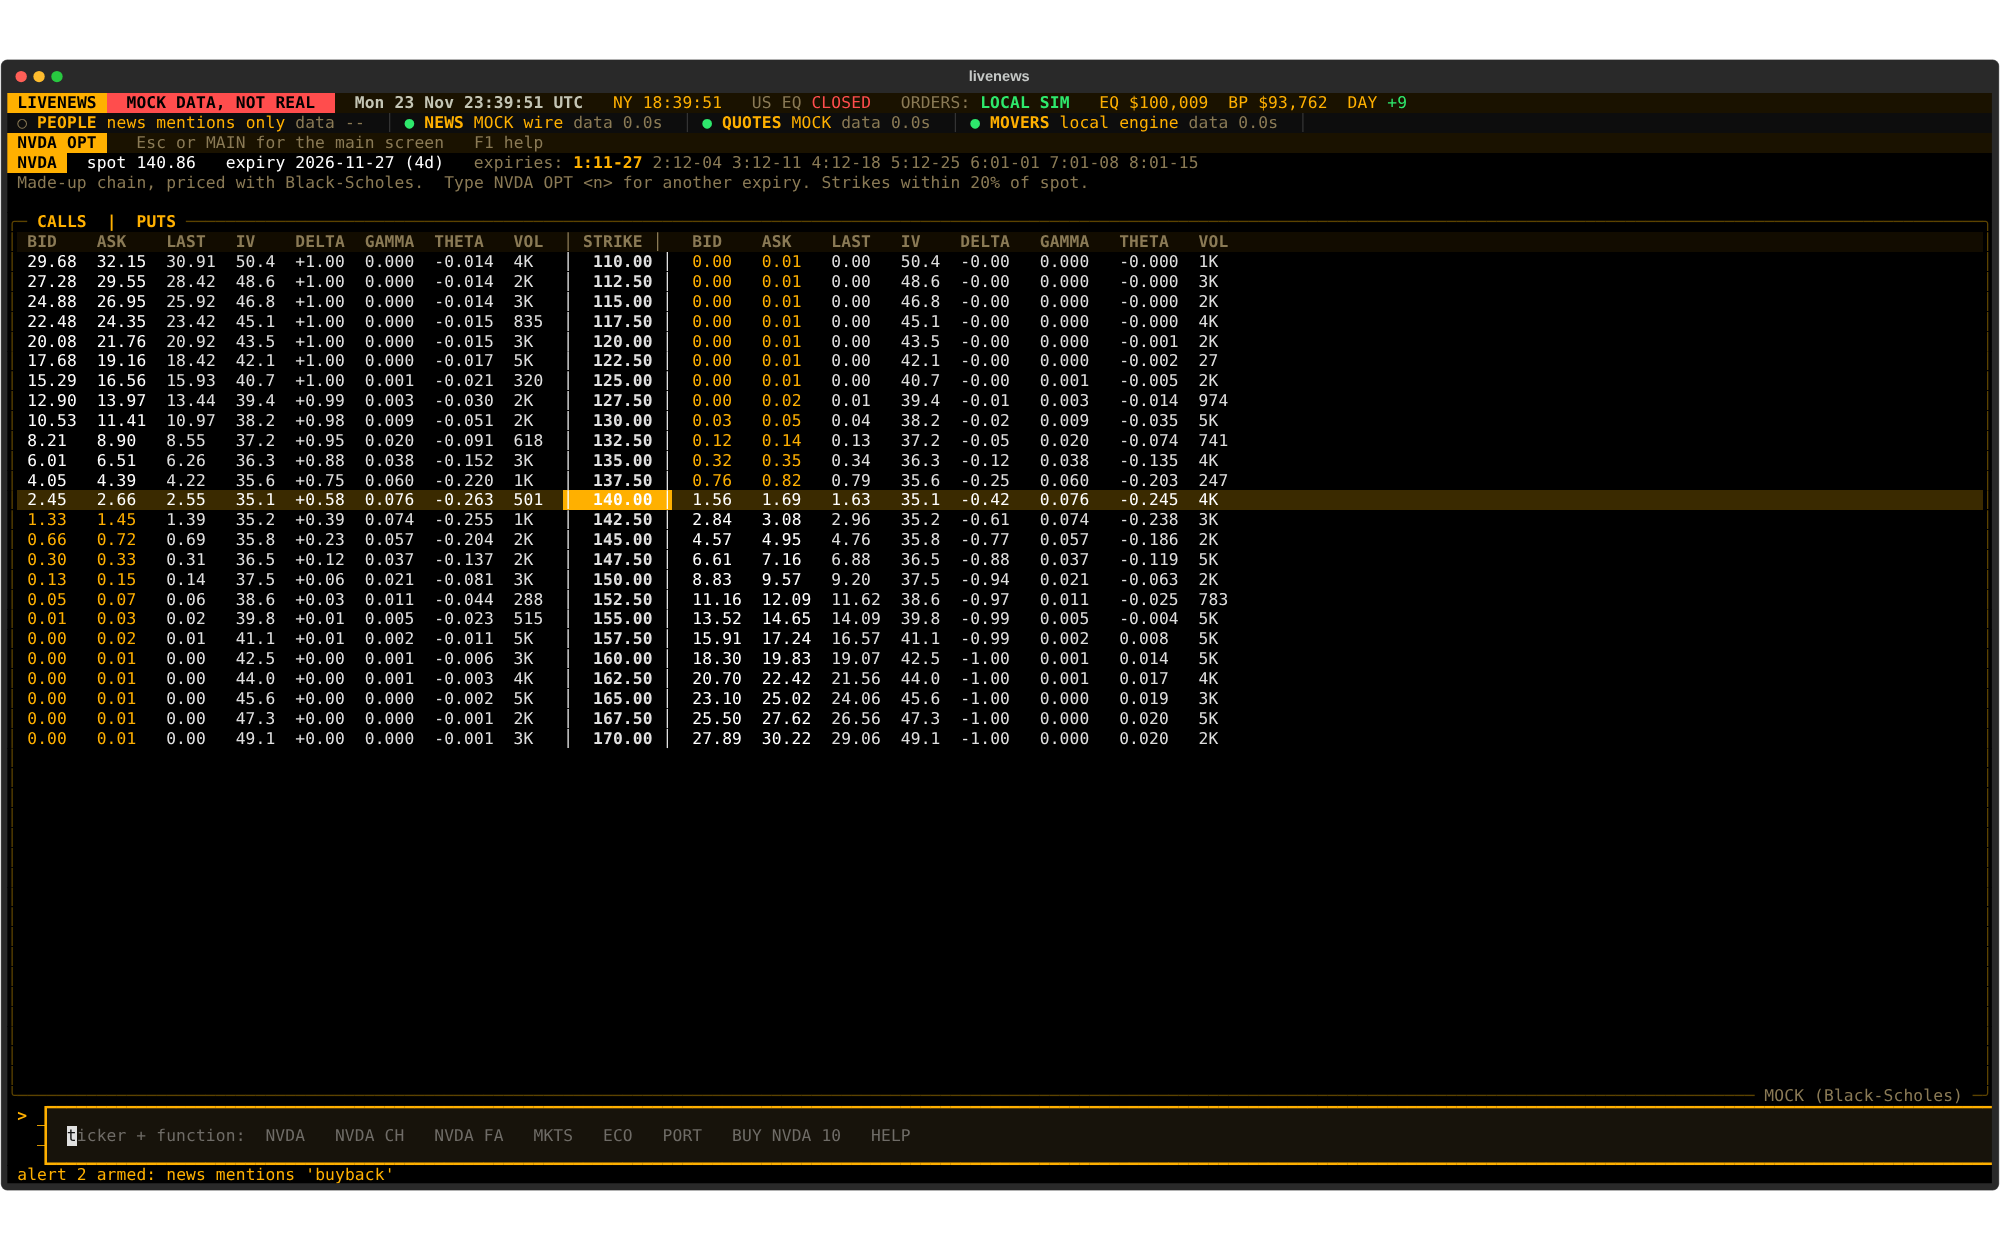 livenews
LIVENEWS MOCK DATA, NOT REAL Mon 23 Nov 23:39:51 UTC NY 18:39:51 US EQ CLOSED ORDERS: LOCAL SIM EQ $100,009 BP $93,762 DAY +9
○ PEOPLE news mentions only data -- │ ● NEWS MOCK wire data 0.0s │ ● QUOTES MOCK data 0.0s │ ● MOVERS local engine data 0.0s │
NVDA OPT Esc or MAIN for the main screen F1 help
NVDA spot 140.86 expiry 2026-11-27 (4d) expiries: 1:11-27 2:12-04 3:12-11 4:12-18 5:12-25 6:01-01 7:01-08 8:01-15
Made-up chain, priced with Black-Scholes. Type NVDA OPT <n> for another expiry. Strikes within 20% of spot.
CALLS | PUTS
BID ASK LAST IV DELTA GAMMA THETA VOL │ STRIKE │ BID ASK LAST IV DELTA GAMMA THETA VOL
29.68 32.15 30.91 50.4 +1.00 0.000 -0.014 4K │ 110.00 │ 0.00 0.01 0.00 50.4 -0.00 0.000 -0.000 1K
27.28 29.55 28.42 48.6 +1.00 0.000 -0.014 2K │ 112.50 │ 0.00 0.01 0.00 48.6 -0.00 0.000 -0.000 3K
24.88 26.95 25.92 46.8 +1.00 0.000 -0.014 3K │ 115.00 │ 0.00 0.01 0.00 46.8 -0.00 0.000 -0.000 2K
22.48 24.35 23.42 45.1 +1.00 0.000 -0.015 835 │ 117.50 │ 0.00 0.01 0.00 45.1 -0.00 0.000 -0.000 4K
20.08 21.76 20.92 43.5 +1.00 0.000 -0.015 3K │ 120.00 │ 0.00 0.01 0.00 43.5 -0.00 0.000 -0.001 2K
17.68 19.16 18.42 42.1 +1.00 0.000 -0.017 5K │ 122.50 │ 0.00 0.01 0.00 42.1 -0.00 0.000 -0.002 27
15.29 16.56 15.93 40.7 +1.00 0.001 -0.021 320 │ 125.00 │ 0.00 0.01 0.00 40.7 -0.00 0.001 -0.005 2K
12.90 13.97 13.44 39.4 +0.99 0.003 -0.030 2K │ 127.50 │ 0.00 0.02 0.01 39.4 -0.01 0.003 -0.014 974
10.53 11.41 10.97 38.2 +0.98 0.009 -0.051 2K │ 130.00 │ 0.03 0.05 0.04 38.2 -0.02 0.009 -0.035 5K
8.21 8.90 8.55 37.2 +0.95 0.020 -0.091 618 │ 132.50 │ 0.12 0.14 0.13 37.2 -0.05 0.020 -0.074 741
6.01 6.51 6.26 36.3 +0.88 0.038 -0.152 3K │ 135.00 │ 0.32 0.35 0.34 36.3 -0.12 0.038 -0.135 4K
4.05 4.39 4.22 35.6 +0.75 0.060 -0.220 1K │ 137.50 │ 0.76 0.82 0.79 35.6 -0.25 0.060 -0.203 247
2.45 2.66 2.55 35.1 +0.58 0.076 -0.263 501 │ 140.00 │ 1.56 1.69 1.63 35.1 -0.42 0.076 -0.245 4K
1.33 1.45 1.39 35.2 +0.39 0.074 -0.255 1K │ 142.50 │ 2.84 3.08 2.96 35.2 -0.61 0.074 -0.238 3K
0.66 0.72 0.69 35.8 +0.23 0.057 -0.204 2K │ 145.00 │ 4.57 4.95 4.76 35.8 -0.77 0.057 -0.186 2K
0.30 0.33 0.31 36.5 +0.12 0.037 -0.137 2K │ 147.50 │ 6.61 7.16 6.88 36.5 -0.88 0.037 -0.119 5K
0.13 0.15 0.14 37.5 +0.06 0.021 -0.081 3K │ 150.00 │ 8.83 9.57 9.20 37.5 -0.94 0.021 -0.063 2K
0.05 0.07 0.06 38.6 +0.03 0.011 -0.044 288 │ 152.50 │ 11.16 12.09 11.62 38.6 -0.97 0.011 -0.025 783
0.01 0.03 0.02 39.8 +0.01 0.005 -0.023 515 │ 155.00 │ 13.52 14.65 14.09 39.8 -0.99 0.005 -0.004 5K
0.00 0.02 0.01 41.1 +0.01 0.002 -0.011 5K │ 157.50 │ 15.91 17.24 16.57 41.1 -0.99 0.002 0.008 5K
0.00 0.01 0.00 42.5 +0.00 0.001 -0.006 3K │ 160.00 │ 18.30 19.83 19.07 42.5 -1.00 0.001 0.014 5K
0.00 0.01 0.00 44.0 +0.00 0.001 -0.003 4K │ 162.50 │ 20.70 22.42 21.56 44.0 -1.00 0.001 0.017 4K
0.00 0.01 0.00 45.6 +0.00 0.000 -0.002 5K │ 165.00 │ 23.10 25.02 24.06 45.6 -1.00 0.000 0.019 3K
0.00 0.01 0.00 47.3 +0.00 0.000 -0.001 2K │ 167.50 │ 25.50 27.62 26.56 47.3 -1.00 0.000 0.020 5K
0.00 0.01 0.00 49.1 +0.00 0.000 -0.001 3K │ 170.00 │ 27.89 30.22 29.06 49.1 -1.00 0.000 0.020 2K
MOCK (Black-Scholes)
>
ticker + function: NVDA NVDA CH NVDA FA MKTS ECO PORT BUY NVDA 10 HELP
alert 2 armed: news mentions 'buyback'